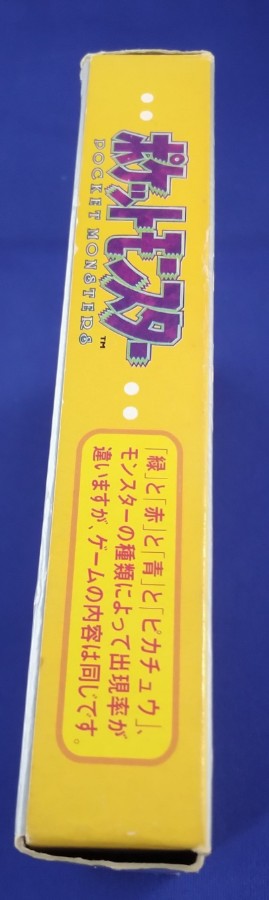 ポケットモンスター
POCKET MONSTERS
TM
「緑」と「赤」と「青」と「ピカチュウ」、
モンスターの種類によって出現率が
違いますが、ゲームの内容は同じです。